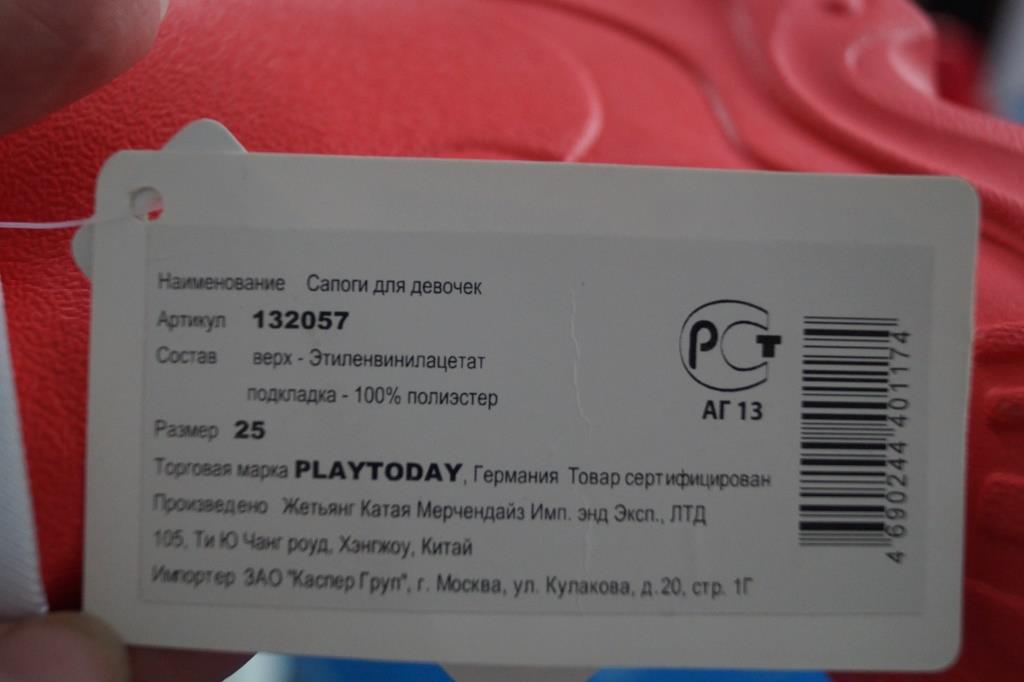 Наименование Сапоги для девочек
Артикул 132057
Состав верх - Этиленвинилацетат
подкладка - 100% полиэстер
Размер 25
Торговая марка PLAYTODAY, Германия Товар сертифицирован
Произведено Жетьянг Катая Мерчендайз Имп. энд Эксп., ЛТД
105, Ти Ю Чанг роуд, Хэнгжоу, Китай
Импортер ЗАО "Каспер Груп", г. Москва, ул. Кулакова, д.20, стр. 1Г
РСТ
АГ 13
4 690244 401174